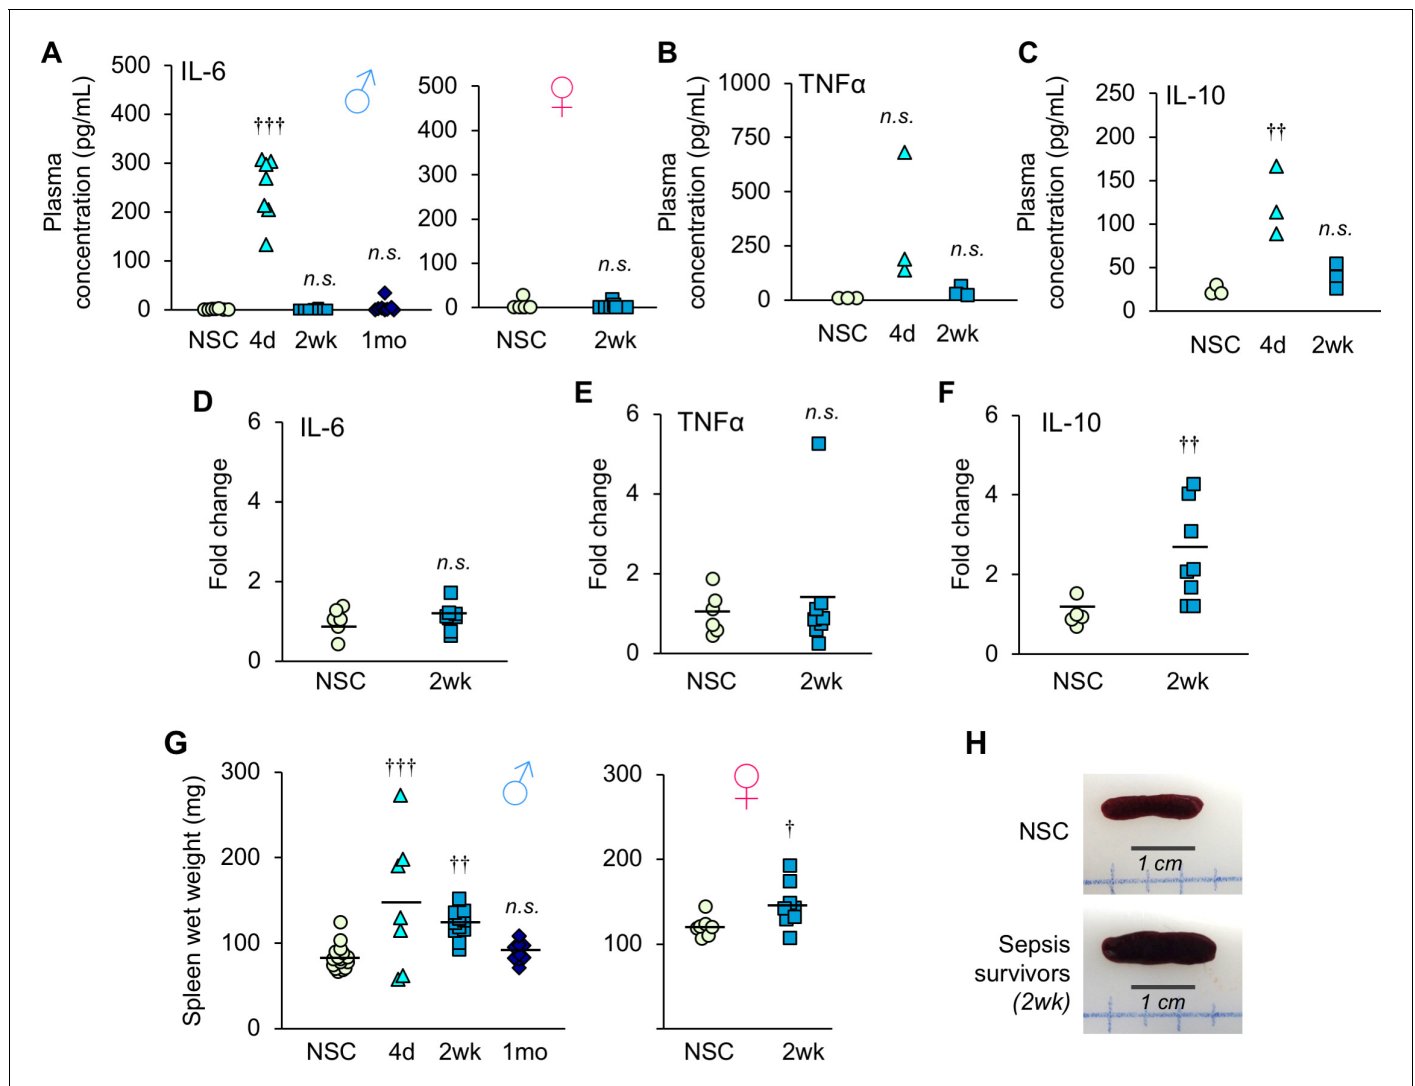 A
IL-6
Plasma
concentration (pg/mL)
500
400
300
200
100
0
†††
n.s.
n.s.
NSC 4d 2wk 1mo
500
400
300
200
100
0
n.s.
NSC 2wk
B
TNFα
Plasma
concentration (pg/mL)
1000
750
500
250
0
n.s.
n.s.
NSC 4d 2wk
C
IL-10
Plasma
concentration (pg/mL)
250
200
150
100
50
0
††
n.s.
NSC 4d 2wk
D
IL-6
Fold change
6
4
2
0
n.s.
NSC 2wk
E
TNFα
Fold change
6
4
2
0
n.s.
NSC 2wk
F
IL-10
Fold change
6
4
2
0
††
NSC 2wk
G
Spleen wet weight (mg)
300
200
100
0
†††
††
n.s.
NSC 4d 2wk 1mo
300
200
100
†
NSC 2wk
H
NSC
1 cm
Sepsis
survivors
(2wk)
1 cm